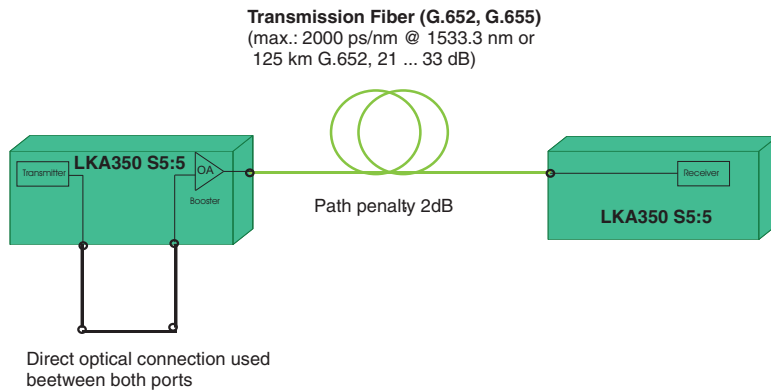 Transmission Fiber (G.652, G.655)
(max.: 2000 ps/nm @ 1533.3 nm or
125 km G.652, 21 ... 33 dB)
LKA350 S5:5
Transmitter
OA
Booster
Path penalty 2dB
Receiver
LKA350 S5:5
Direct optical connection used
beetween both ports